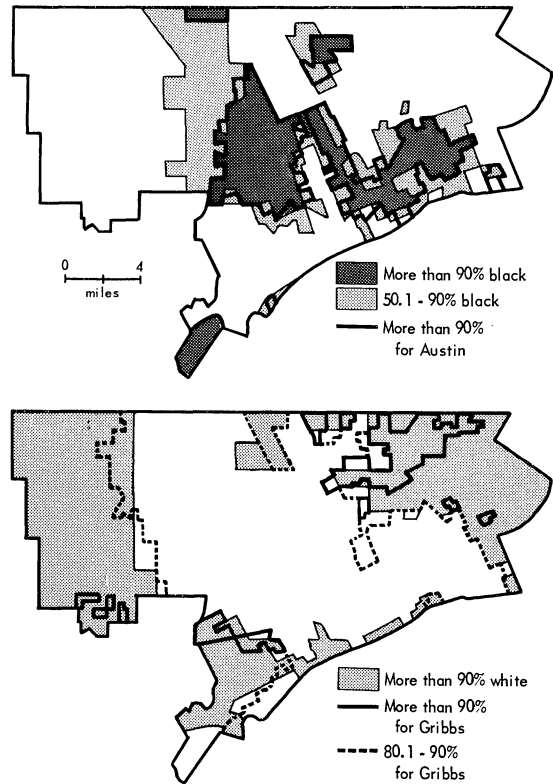 0 4
miles
More than 90% black
50.1 - 90% black
More than 90%
for Austin
More than 90% white
More than 90%
for Gribbs
80.1 - 90%
for Gribbs